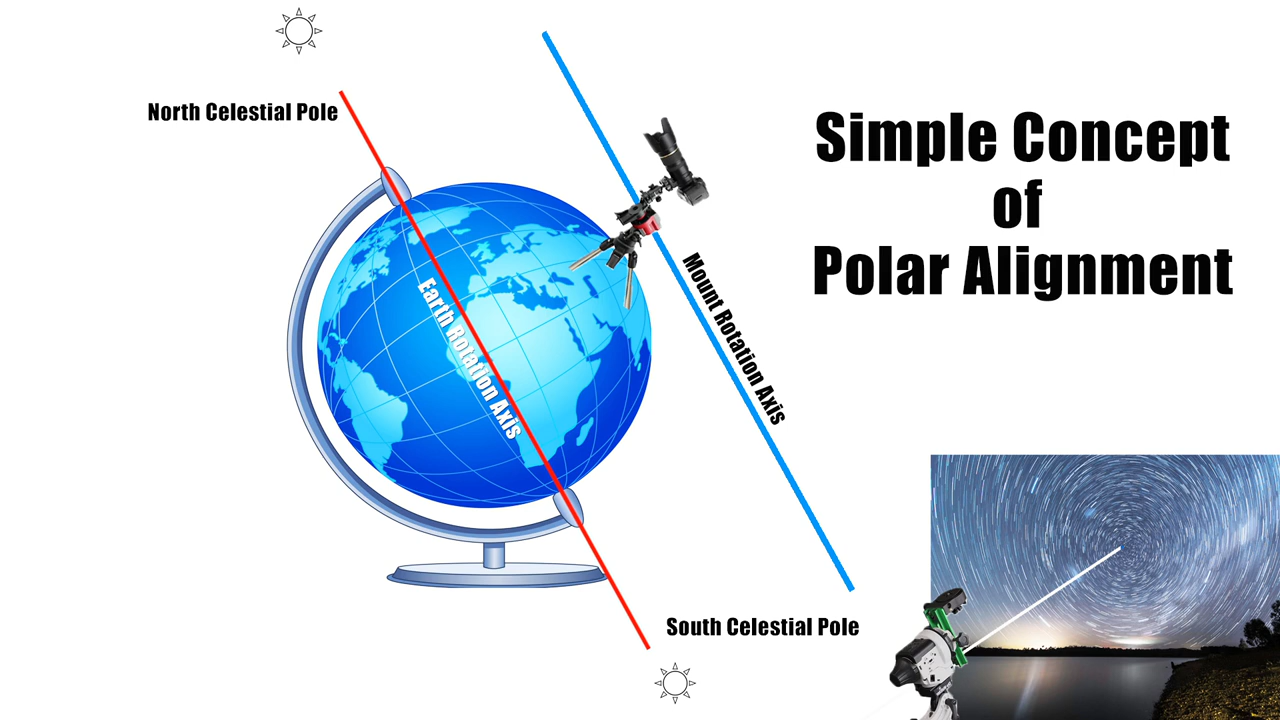 North Celestial Pole
Simple Concept
of
Polar Alignment
Earth Rotation Axis
Mount Rotation Axis
South Celestial Pole